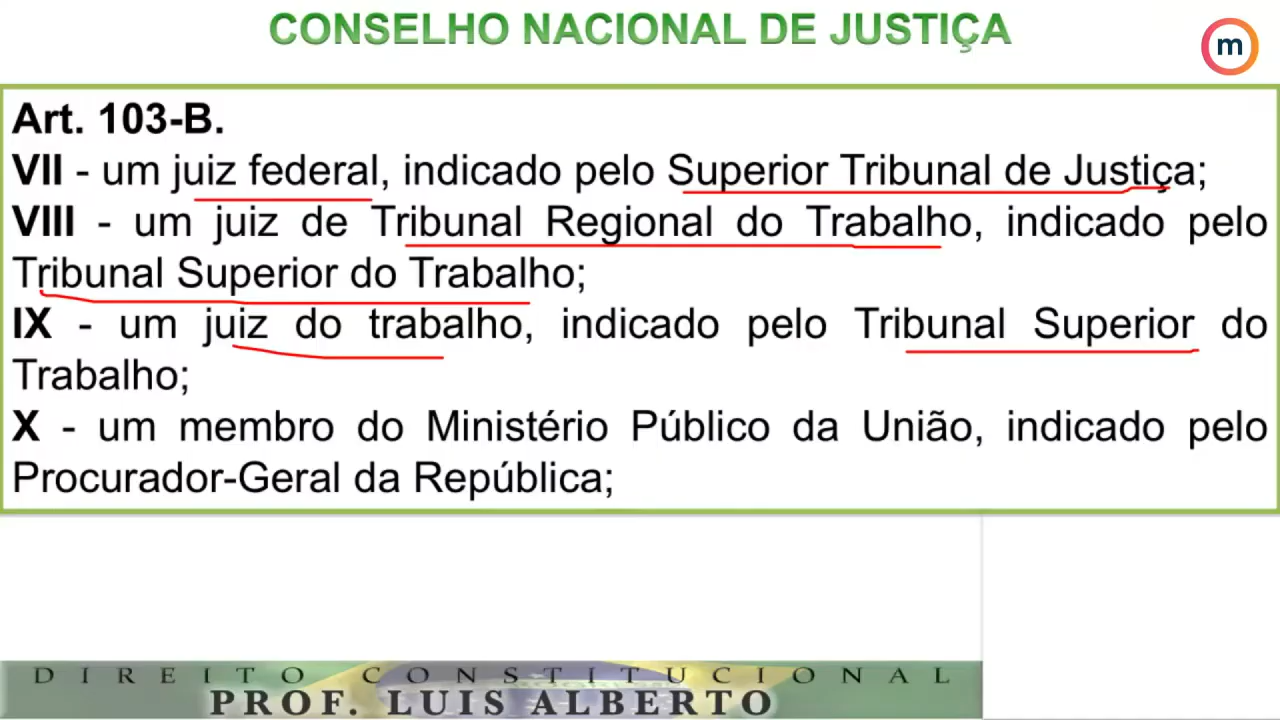 CONSELHO NACIONAL DE JUSTIÇA
m
Art. 103-B.
VII - um juiz federal, indicado pelo Superior Tribunal de Justiça;
VIII - um juiz de Tribunal Regional do Trabalho, indicado pelo
Tribunal Superior do Trabalho;
IX - um juiz do trabalho, indicado pelo Tribunal Superior do
Trabalho;
X - um membro do Ministério Público da União, indicado pelo
Procurador-Geral da República;
DIREITO CONSTITUCIONAL
PROF. LUIS ALBERTO